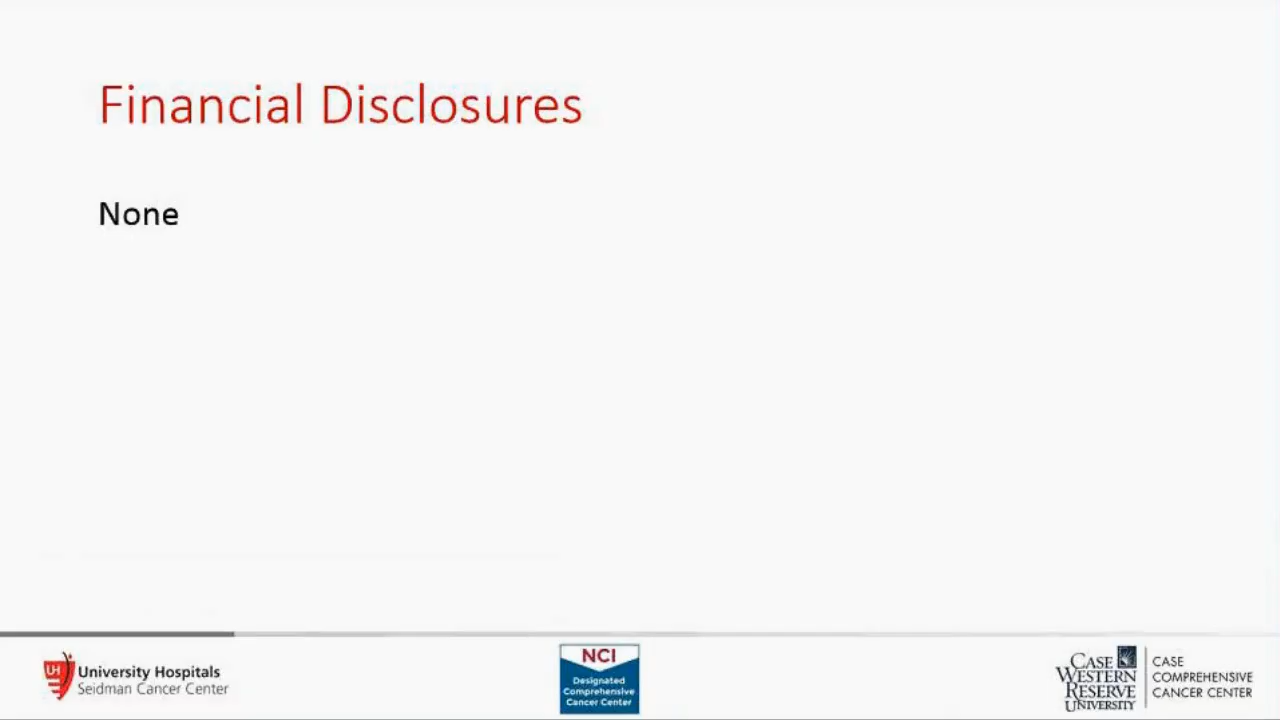 Financial Disclosures
None
UH
University Hospitals
Seidman Cancer Center
NCI
Designated
Comprehensive
Cancer Center
CASE
WESTERN
RESERVE
UNIVERSITY
CASE
COMPREHENSIVE
CANCER CENTER